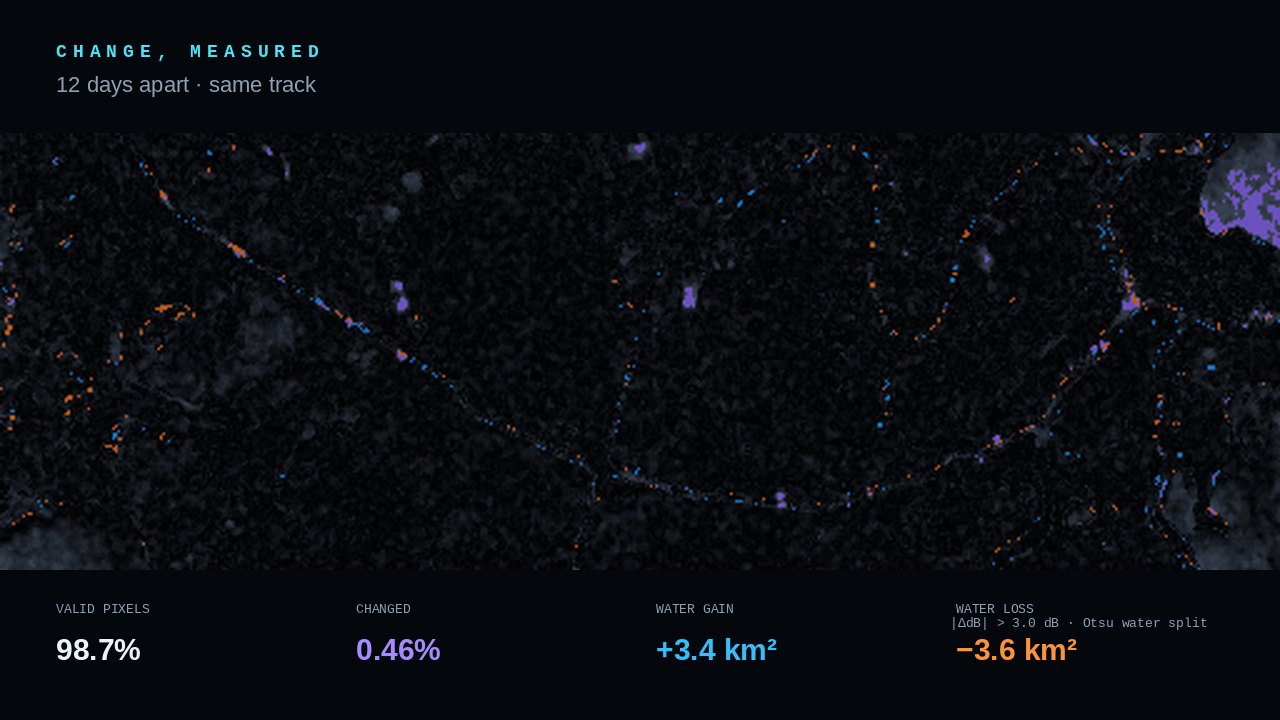 CHANGE, MEASURED
12 days apart · same track
VALID PIXELS
98.7%
CHANGED
0.46%
WATER GAIN
+3.4 km²
WATER LOSS
|ΔdB| > 3.0 dB · Otsu water split
−3.6 km²